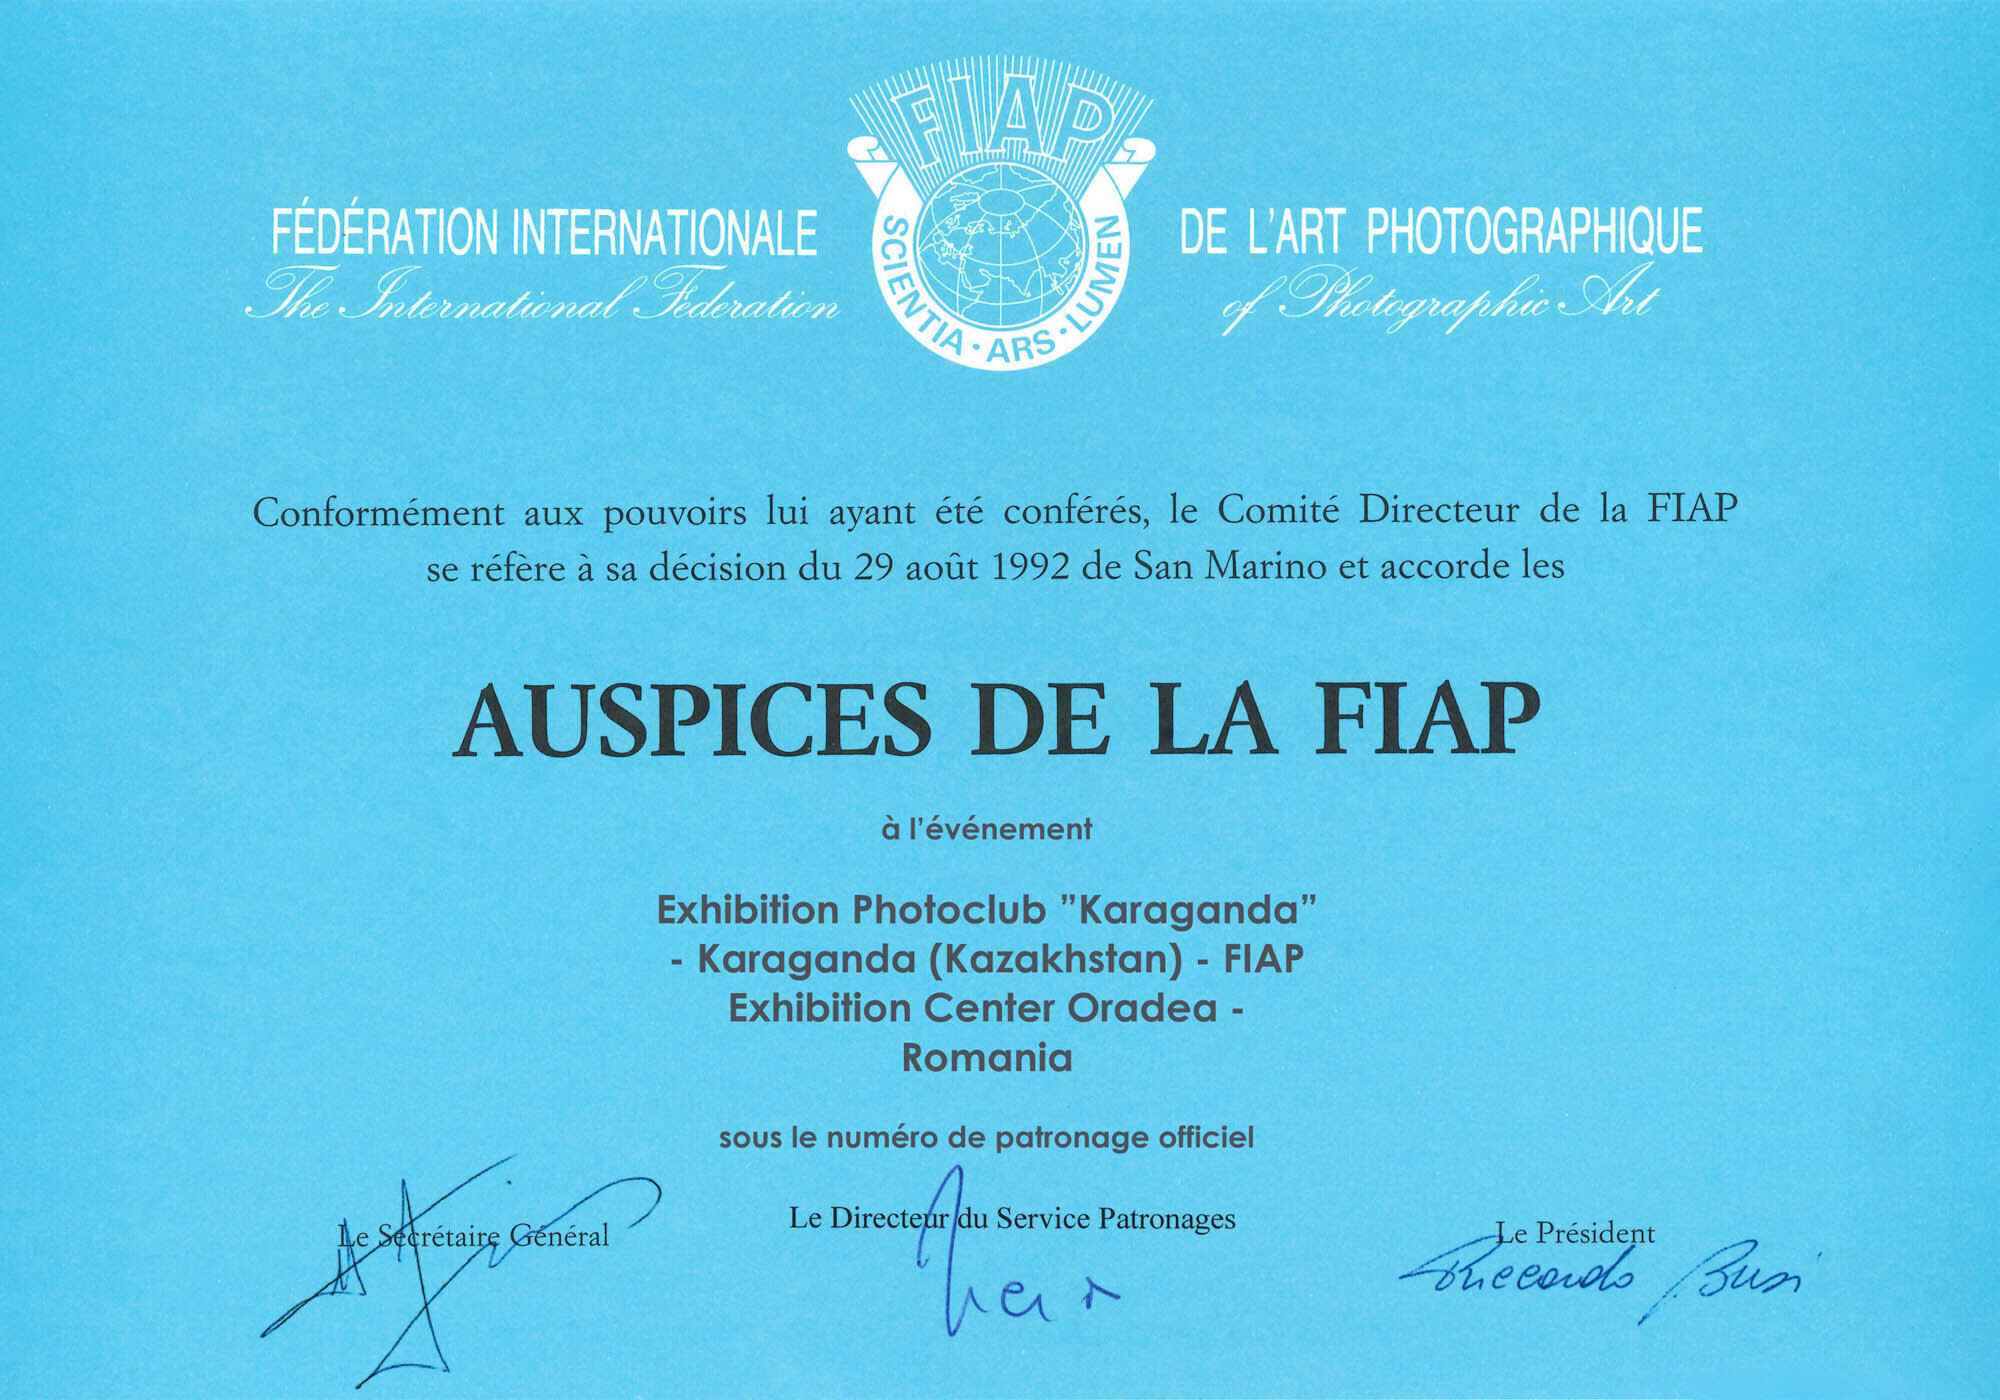 FIAP
SCIENTIA · ARS · LUMEN
FÉDÉRATION INTERNATIONALE DE L'ART PHOTOGRAPHIQUE
The International Federation of Photographic Art
Conformément aux pouvoirs lui ayant été conférés, le Comité Directeur de la FIAP
se réfère à sa décision du 29 août 1992 de San Marino et accorde les
AUSPICES DE LA FIAP
à l'événement
Exhibition Photoclub ”Karaganda”
- Karaganda (Kazakhstan) - FIAP
Exhibition Center Oradea -
Romania
sous le numéro de patronage officiel
Le Secrétaire Général
Le Directeur du Service Patronages
Le Président
Riccardo Busi